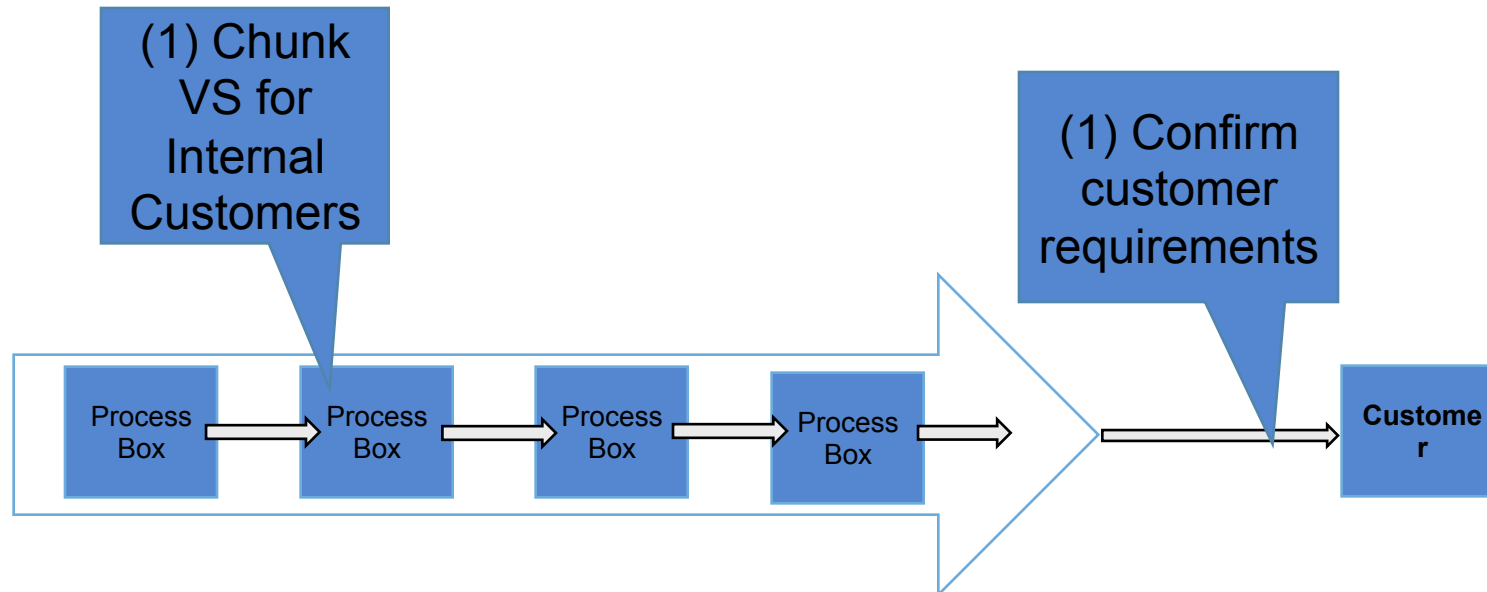 (1) Chunk
VS for
Internal
Customers
(1) Confirm
customer
requirements
Process
Box
Process
Box
Process
Box
Process
Box
Custome
r